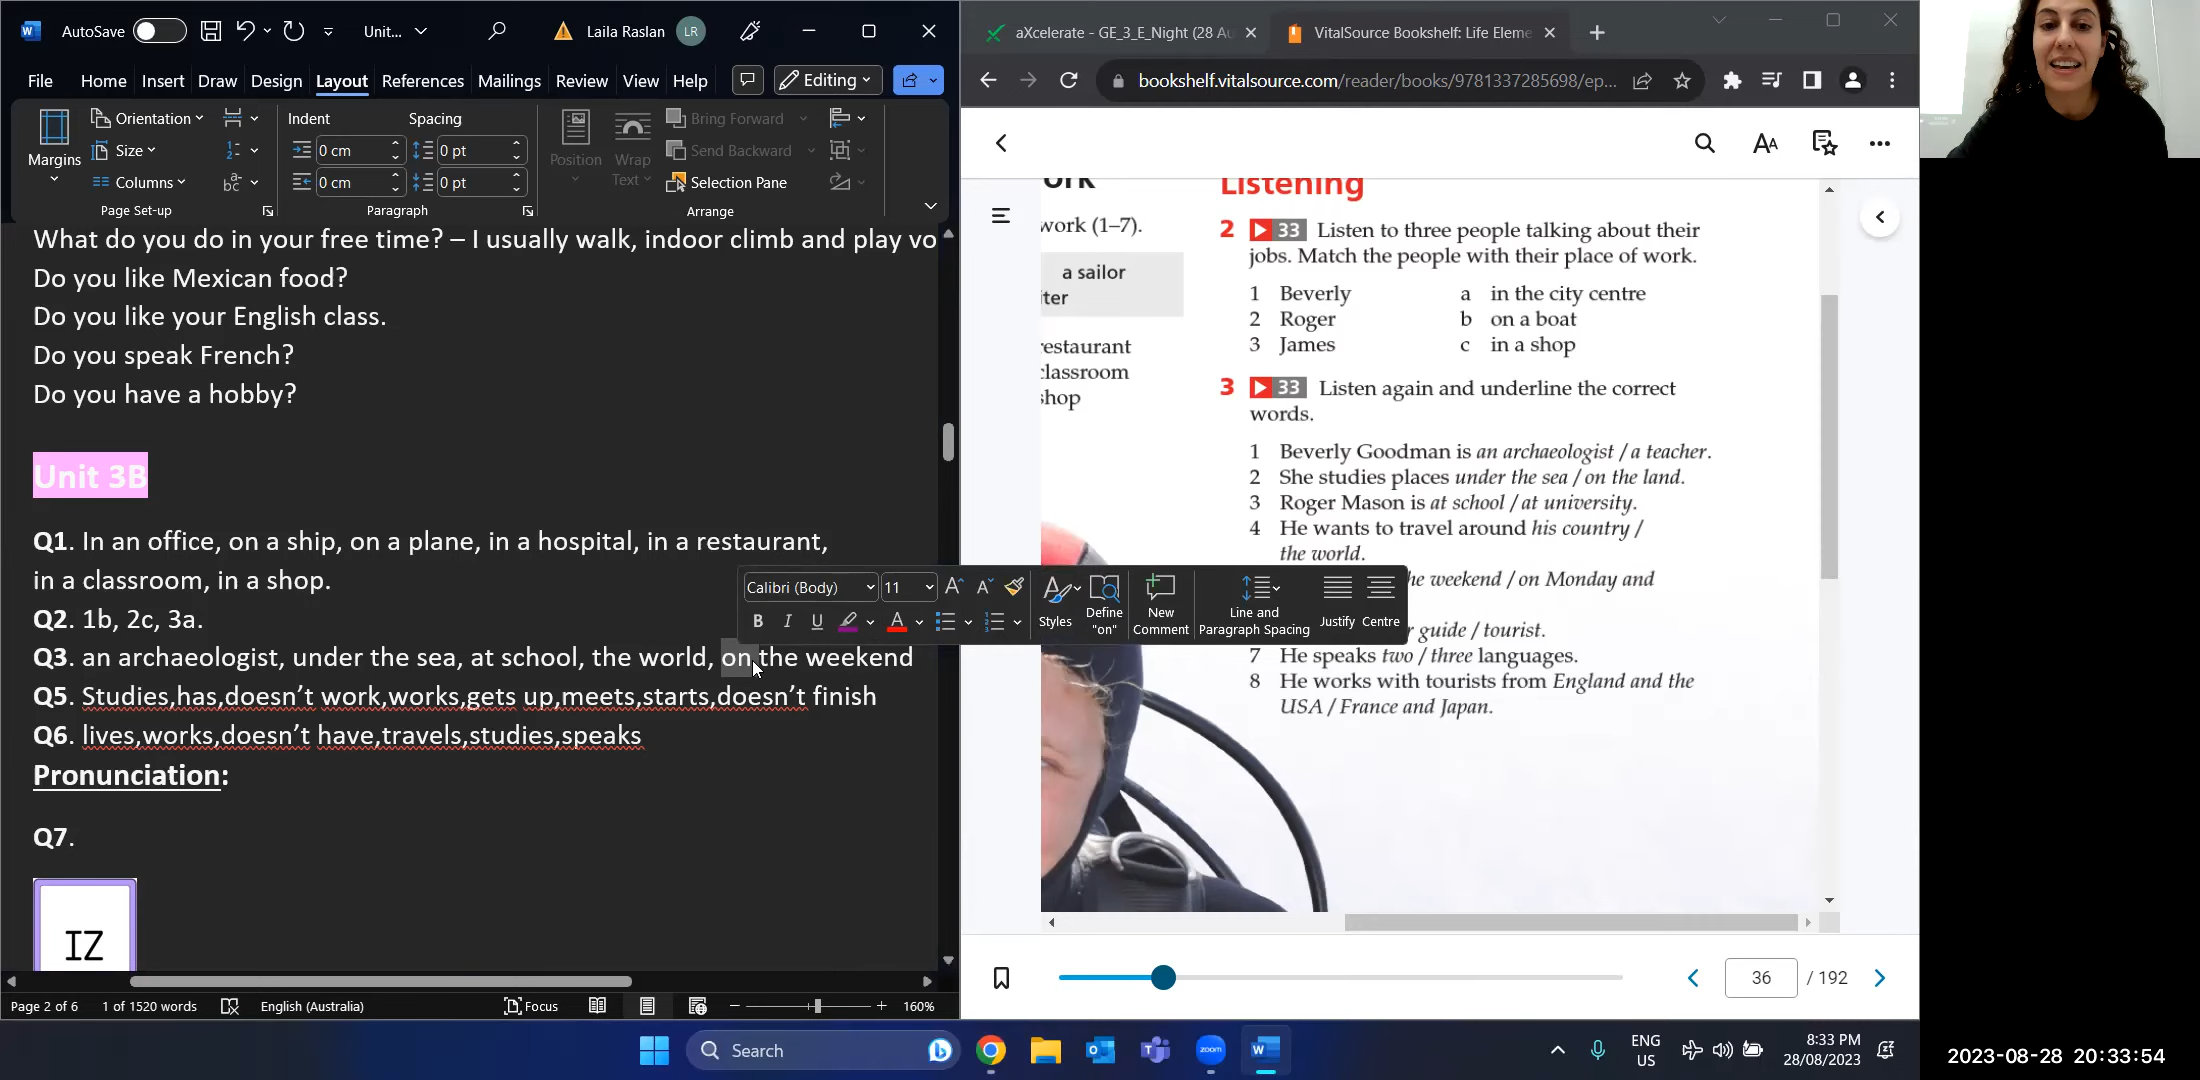 AutoSave
Unit...
Laila Raslan
LR
File Home Insert Draw Design Layout References Mailings Review View Help
Editing
Margins
Orientation
Size
Columns
Page Set-up
Indent
Spacing
0 cm
0 pt
0 cm
0 pt
Paragraph
Position
Wrap
Text
Bring Forward
Send Backward
Selection Pane
Arrange
What do you do in your free time? – I usually walk, indoor climb and play vo
Do you like Mexican food?
Do you like your English class.
Do you speak French?
Do you have a hobby?
Unit 3B
Q1. In an office, on a ship, on a plane, in a hospital, in a restaurant,
in a classroom, in a shop.
Q2. 1b, 2c, 3a.
Q3. an archaeologist, under the sea, at school, the world, on the weekend
Q5. Studies,has,doesn’t work,works,gets up,meets,starts,doesn’t finish
Q6. lives,works,doesn’t have,travels,studies,speaks
Pronunciation:
Q7.
IZ
Calibri (Body)
11
B I U
Styles
Define
"on"
New
Comment
Line and
Paragraph Spacing
Justify
Centre
Page 2 of 6
1 of 1520 words
English (Australia)
Focus
160%
aXcelerate - GE_3_E_Night (28 Au
VitalSource Bookshelf: Life Eleme
bookshelf.vitalsource.com/reader/books/9781337285698/ep...
AA
ork
work (1–7).
a sailor
iter
restaurant
classroom
shop
Listening
2 33 Listen to three people talking about their
jobs. Match the people with their place of work.
1 Beverly a in the city centre
2 Roger b on a boat
3 James c in a shop
3 33 Listen again and underline the correct
words.
1 Beverly Goodman is an archaeologist / a teacher.
2 She studies places under the sea / on the land.
3 Roger Mason is at school / at university.
4 He wants to travel around his country /
the world.
he weekend / on Monday and
r guide / tourist.
7 He speaks two / three languages.
8 He works with tourists from England and the
USA / France and Japan.
36 / 192
Search
zoom
ENG
US
8:33 PM
28/08/2023
2023-08-28 20:33:54